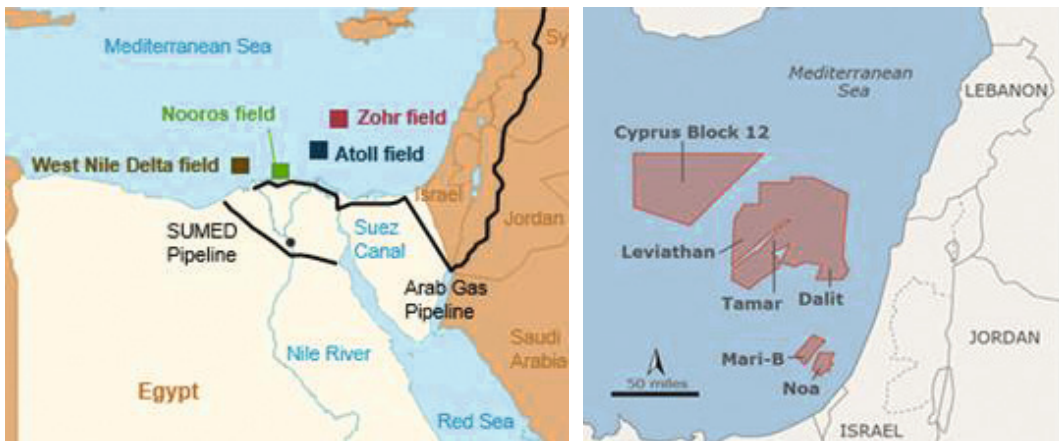 Mediterranean Sea
Sy
Nooros field
Zohr field
Atoll field
West Nile Delta field
Israel
Jordan
SUMED
Pipeline
Suez
Canal
Arab Gas
Pipeline
Nile River
Saudi
Arabia
Egypt
Red Sea
Mediterranean
Sea
LEBANON
Cyprus Block 12
Leviathan
Tamar
Dalit
JORDAN
Mari-B
Noa
50 miles
ISRAEL